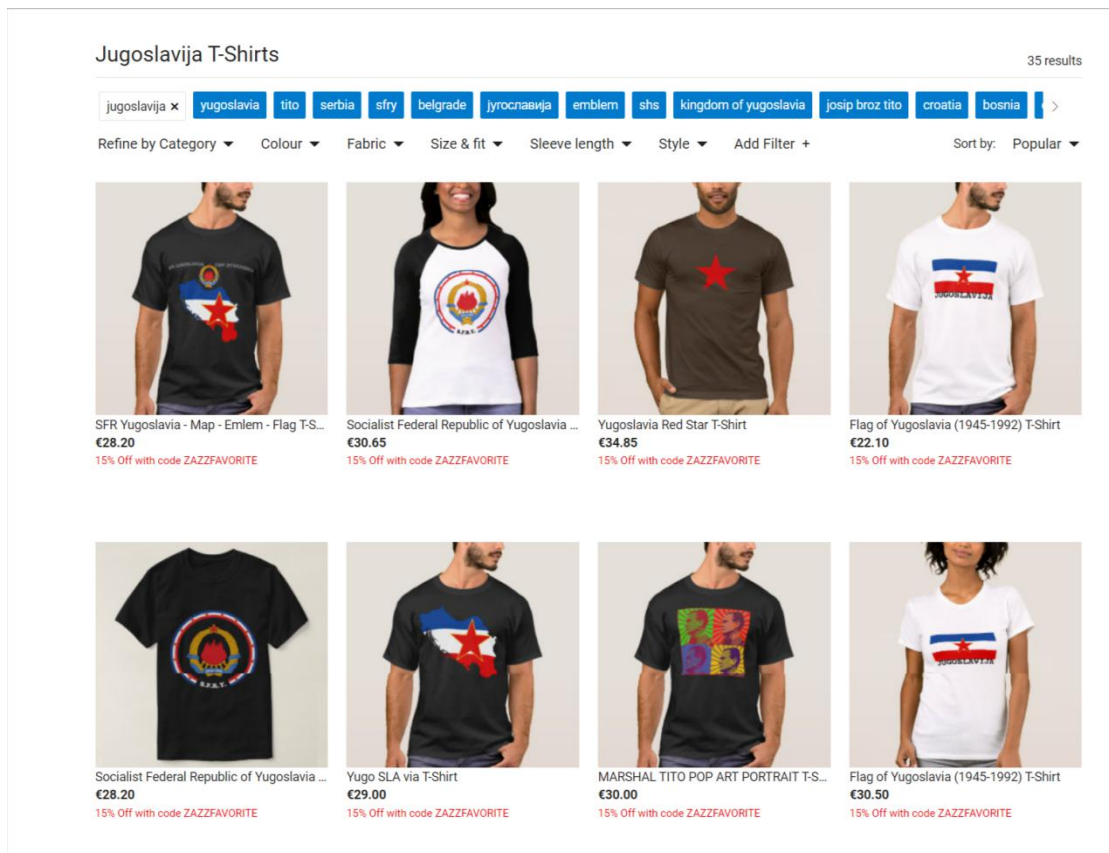 Jugoslavija T-Shirts
35 results
jugoslavija × yugoslavia tito serbia sfry belgrade југославија emblem shs kingdom of yugoslavia josip broz tito croatia bosnia
Refine by Category Colour Fabric Size & fit Sleeve length Style Add Filter + Sort by: Popular
S.F.R.Y.
JUGOSLAVIJA
SFR Yugoslavia - Map - Emlem - Flag T-S...
€28.20
15% Off with code ZAZZFAVORITE
Socialist Federal Republic of Yugoslavia ...
€30.65
15% Off with code ZAZZFAVORITE
Yugoslavia Red Star T-Shirt
€34.85
15% Off with code ZAZZFAVORITE
Flag of Yugoslavia (1945-1992) T-Shirt
€22.10
15% Off with code ZAZZFAVORITE
S.F.R.Y.
JUGOSLAVIJA
Socialist Federal Republic of Yugoslavia ...
€28.20
15% Off with code ZAZZFAVORITE
Yugo SLA via T-Shirt
€29.00
15% Off with code ZAZZFAVORITE
MARSHAL TITO POP ART PORTRAIT T-S...
€30.00
15% Off with code ZAZZFAVORITE
Flag of Yugoslavia (1945-1992) T-Shirt
€30.50
15% Off with code ZAZZFAVORITE